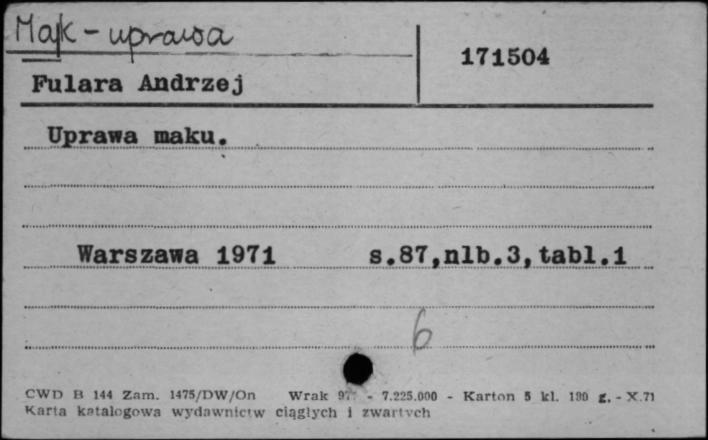 Mak - uprawa
171504
Fulara Andrzej
Uprawa maku.
Warszawa 1971 s.87,nlb.3,tabl.1
6
CWD B 144 Zam. 1475/DW/On Wrak - 7.225.000 - Karton 5 kl. 190 g. - X.71
Karta katalogowa wydawnictw ciągłych i zwartych